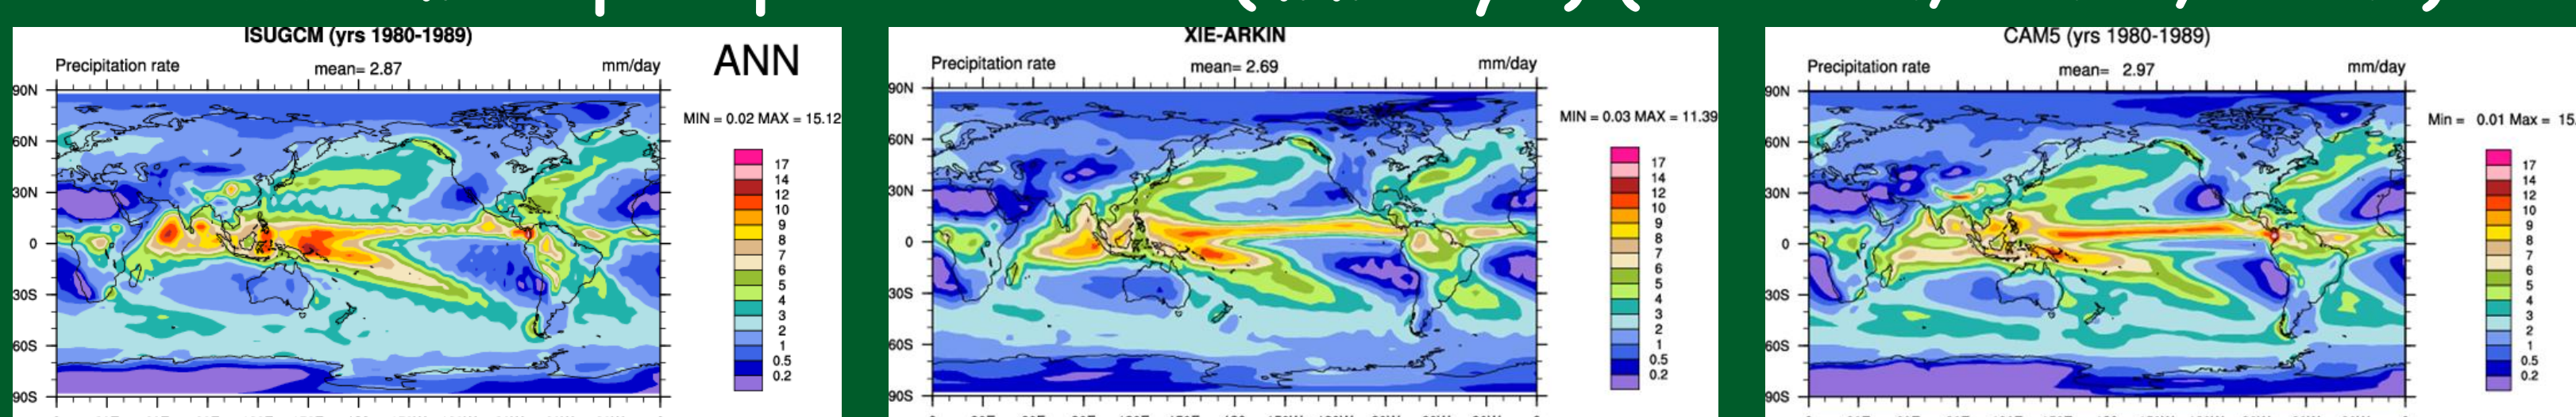 ISUGCM (yrs 1980-1989)
Precipitation rate mean= 2.87 mm/day
ANN
MIN = 0.02 MAX = 15.12
90N
60N
30N
0
30S
60S
90S
17
14
12
10
9
8
7
6
5
4
3
2
1
0.5
0.2
XIE-ARKIN
Precipitation rate mean= 2.69 mm/day
MIN = 0.03 MAX = 11.39
90N
60N
30N
0
30S
60S
90S
17
14
12
10
9
8
7
6
5
4
3
2
1
0.5
0.2
CAM5 (yrs 1980-1989)
Precipitation rate mean= 2.97 mm/day
Min = 0.01 Max = 15.
90N
60N
30N
0
30S
60S
90S
17
14
12
10
9
8
7
6
5
4
3
2
1
0.5
0.2